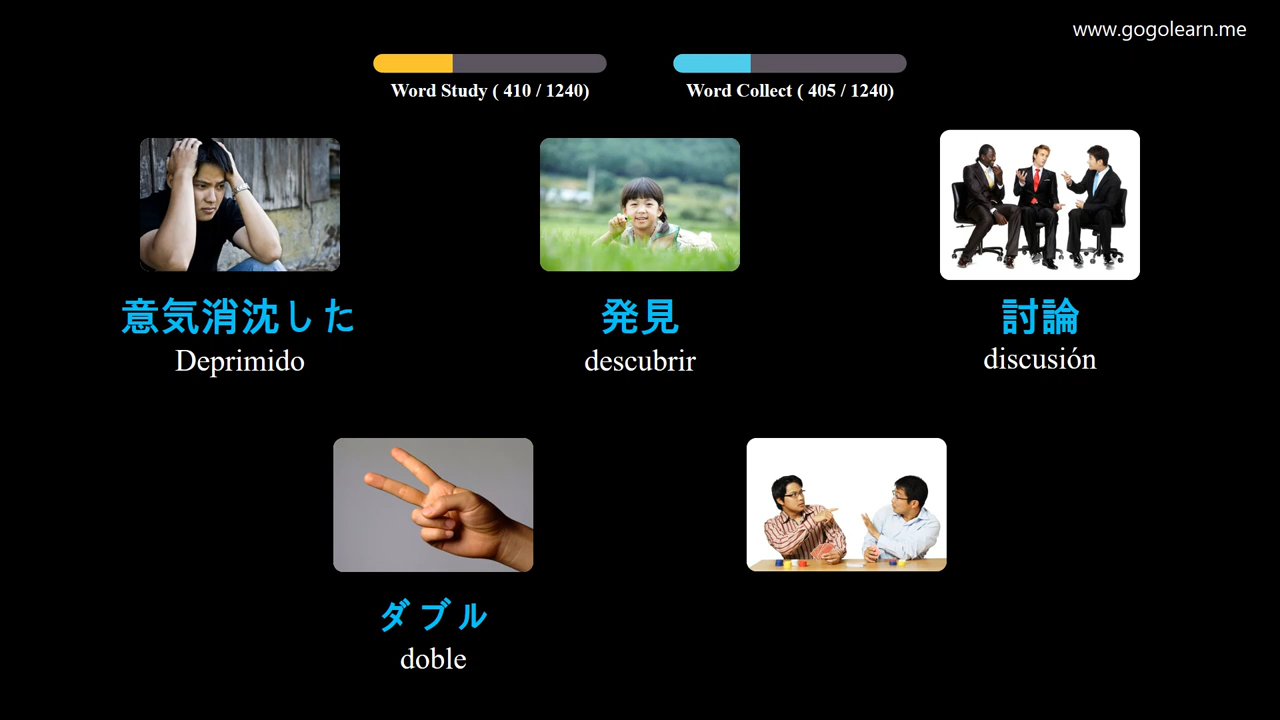 www.gogolearn.me
Word Study ( 410 / 1240)
Word Collect ( 405 / 1240)
意気消沈した
Deprimido
発見
descubrir
討論
discusión
ダブル
doble